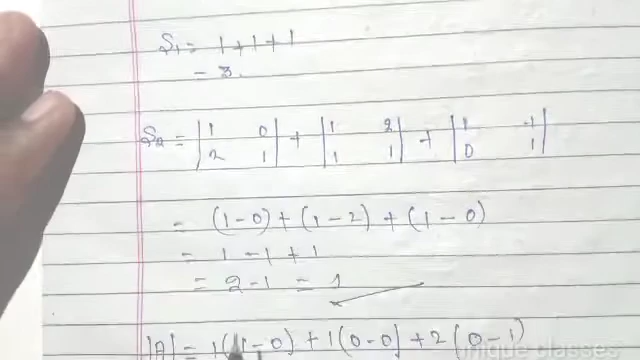 S₁ = 1+1+1
= 3.
S₂ = |1 0| + |1 2| + |1 -1|
|2 1| |1 1| |0 1|
= (1-0) + (1-2) + (1-0)
= 1 -1 + 1
= 2-1 = 1
|A| = 1(1-0) + 1(0-0) + 2(0-1)
unique classes